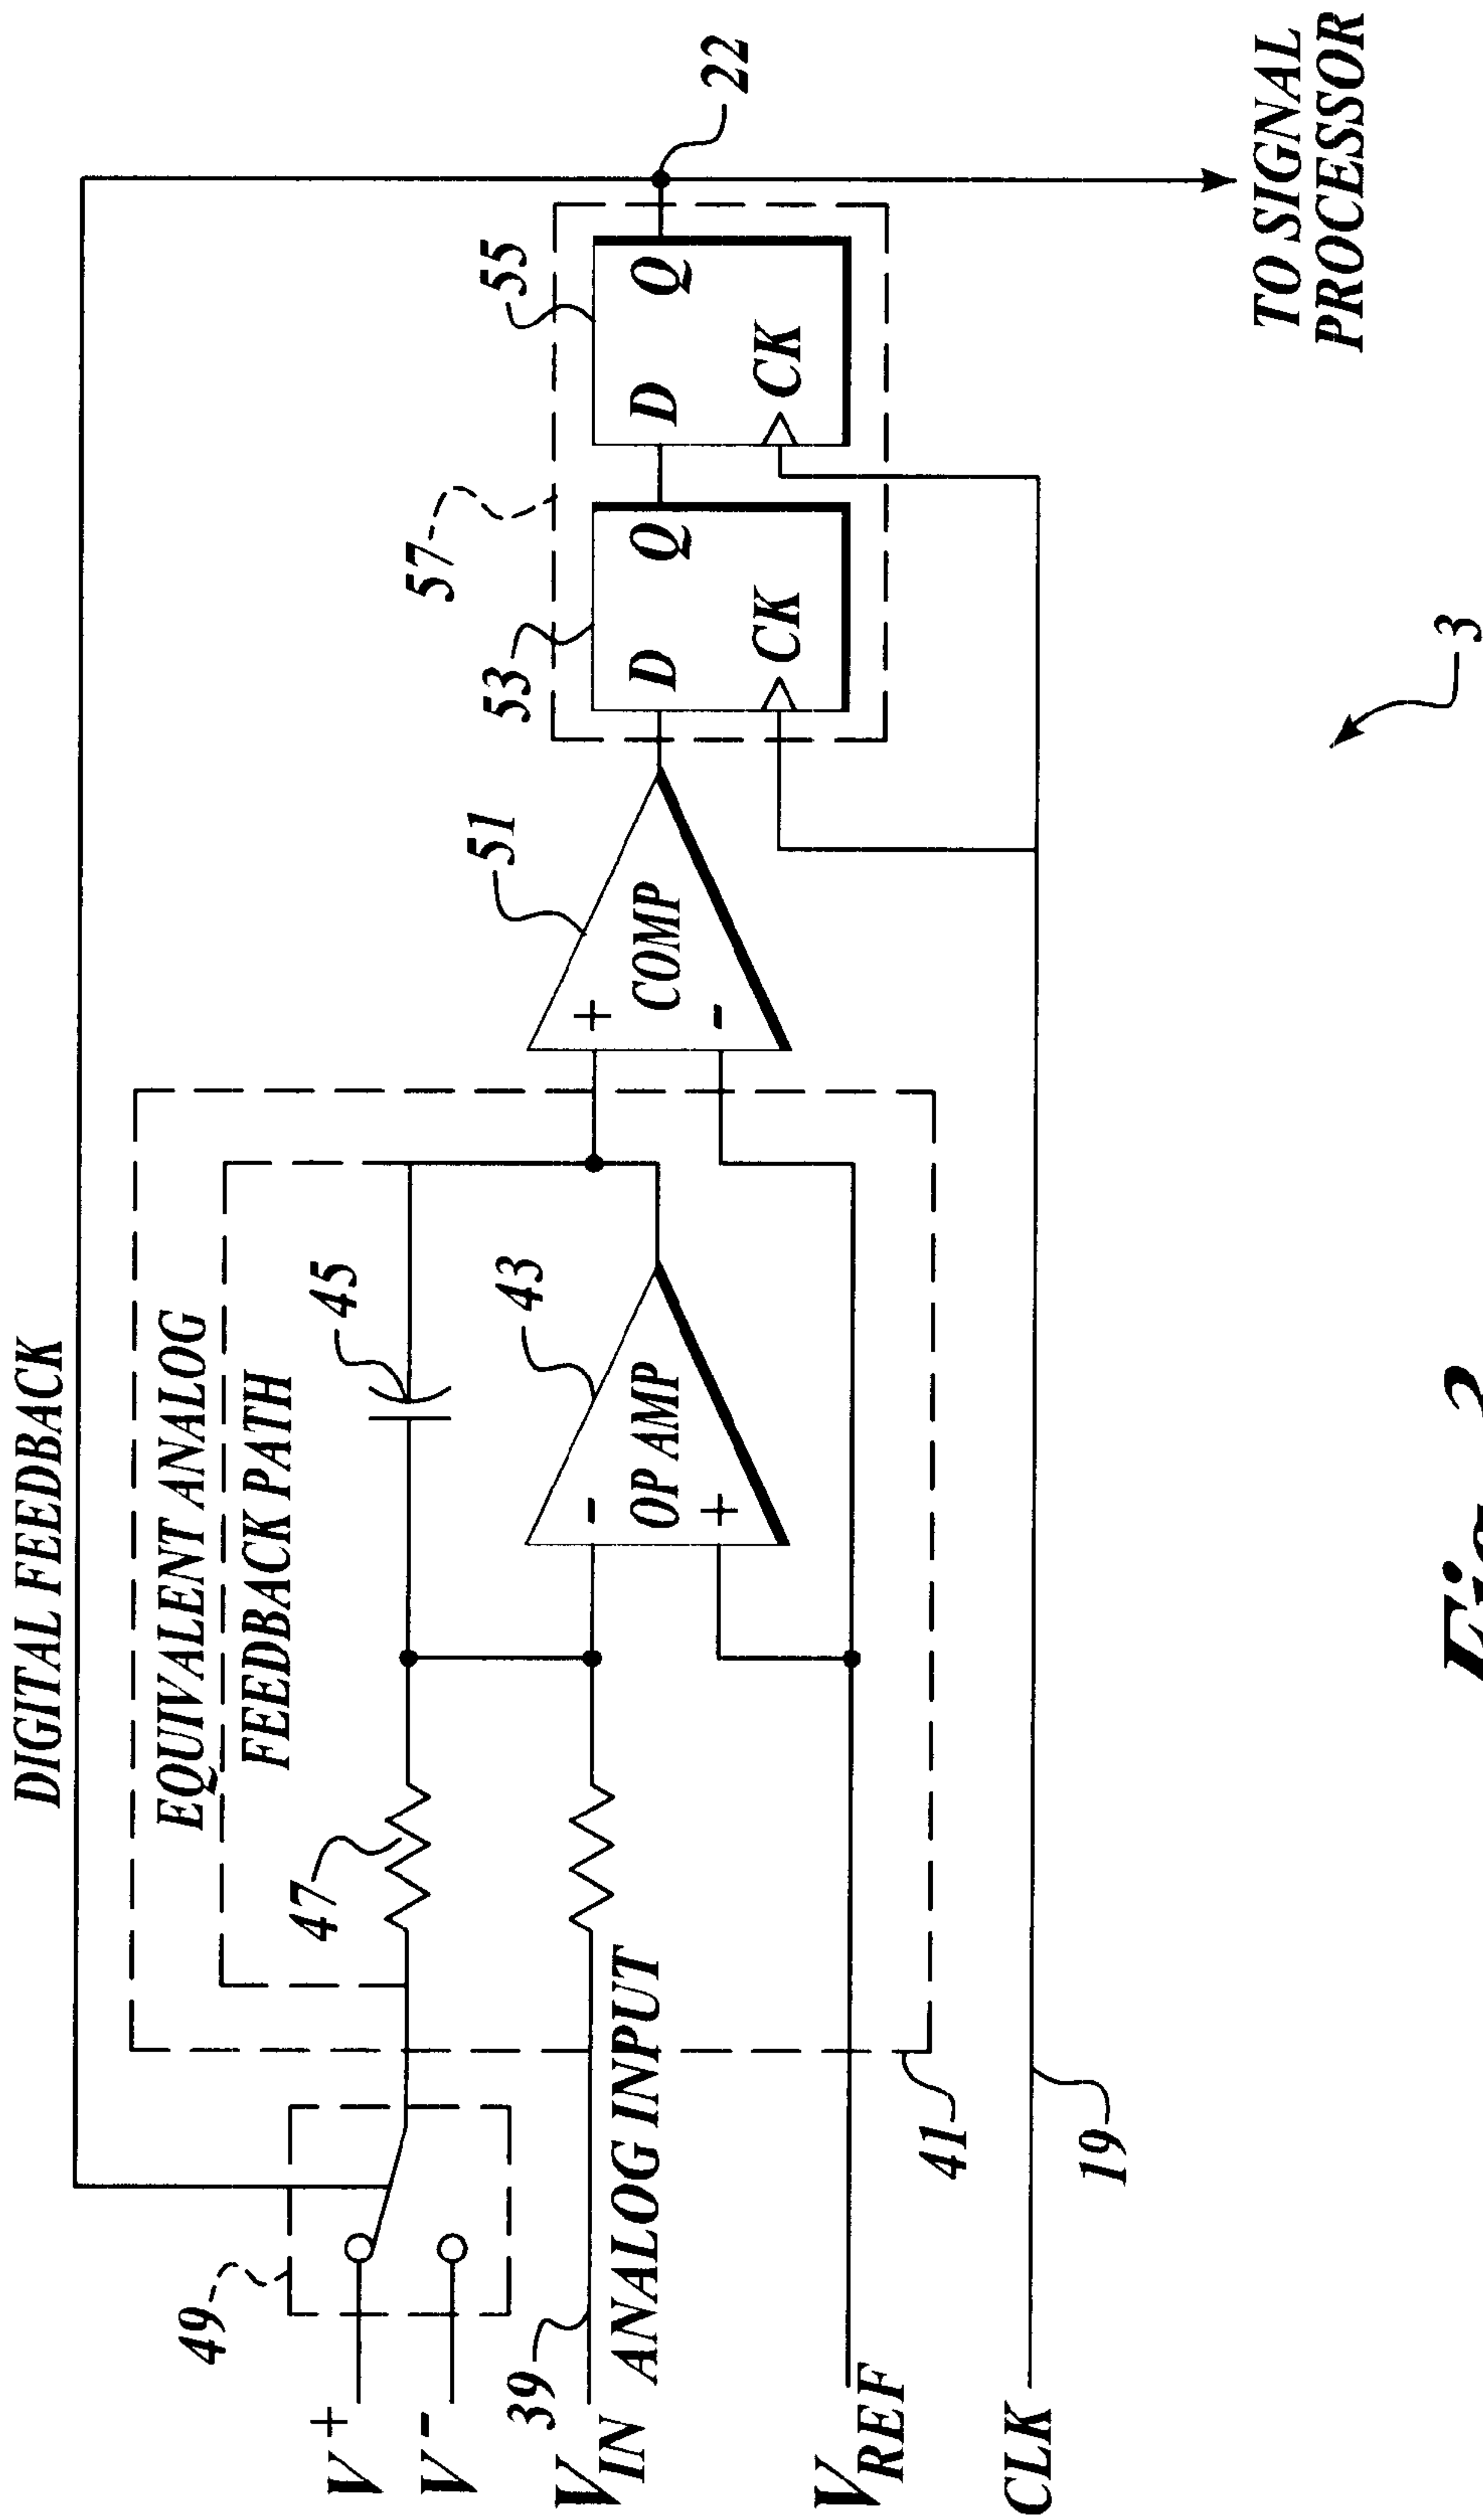 DIGITAL FEEDBACK
EQUIVALENT ANALOG
FEEDBACK PATH
49
47
45
57
22
V+
V-
43
51
53
55
39
VIN ANALOG INPUT
- OP AMP +
+ COMP -
D Q CK
D Q CK
VREF
41
CLK
19
TO SIGNAL
PROCESSOR
3